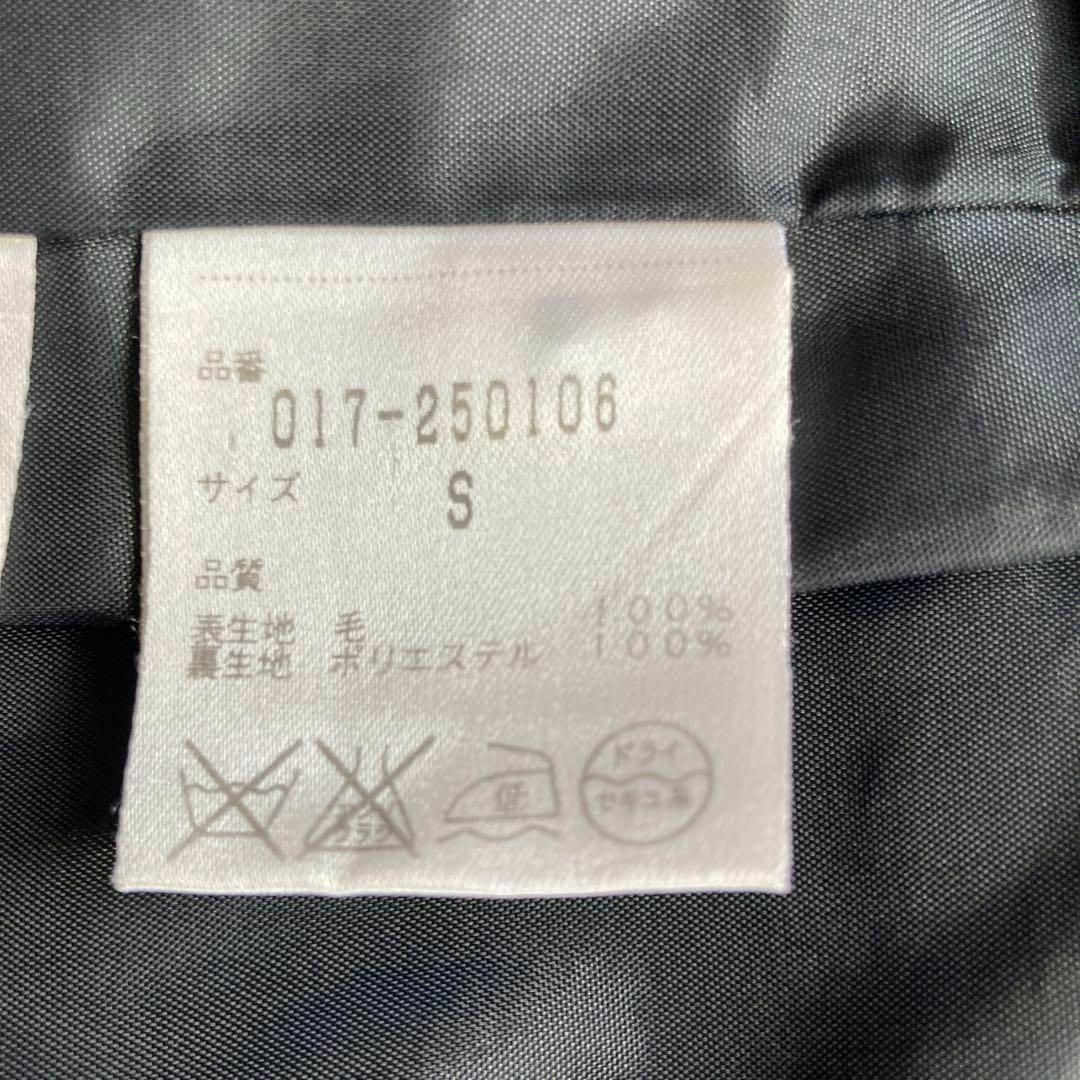 品番
017-250106
サイズ S
品質
表生地 毛 100%
裏生地 ポリエステル 100%
低
ドライ
セキユ系